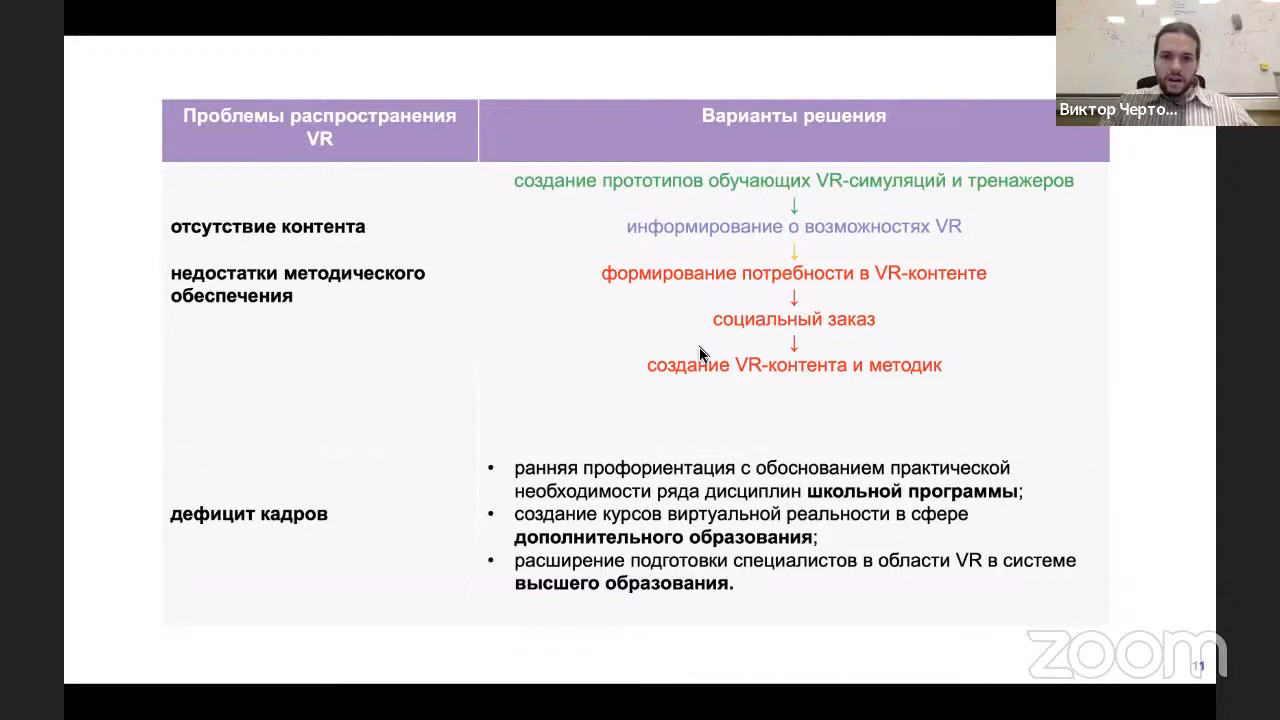 Проблемы распространения
VR
Варианты решения
отсутствие контента
недостатки методического
обеспечения
создание прототипов обучающих VR-симуляций и тренажеров
↓
информирование о возможностях VR
↓
формирование потребности в VR-контенте
↓
социальный заказ
↓
создание VR-контента и методик
дефицит кадров
• ранняя профориентация с обоснованием практической
необходимости ряда дисциплин школьной программы;
• создание курсов виртуальной реальности в сфере
дополнительного образования;
• расширение подготовки специалистов в области VR в системе
высшего образования.
Виктор Черто...
zoom
11